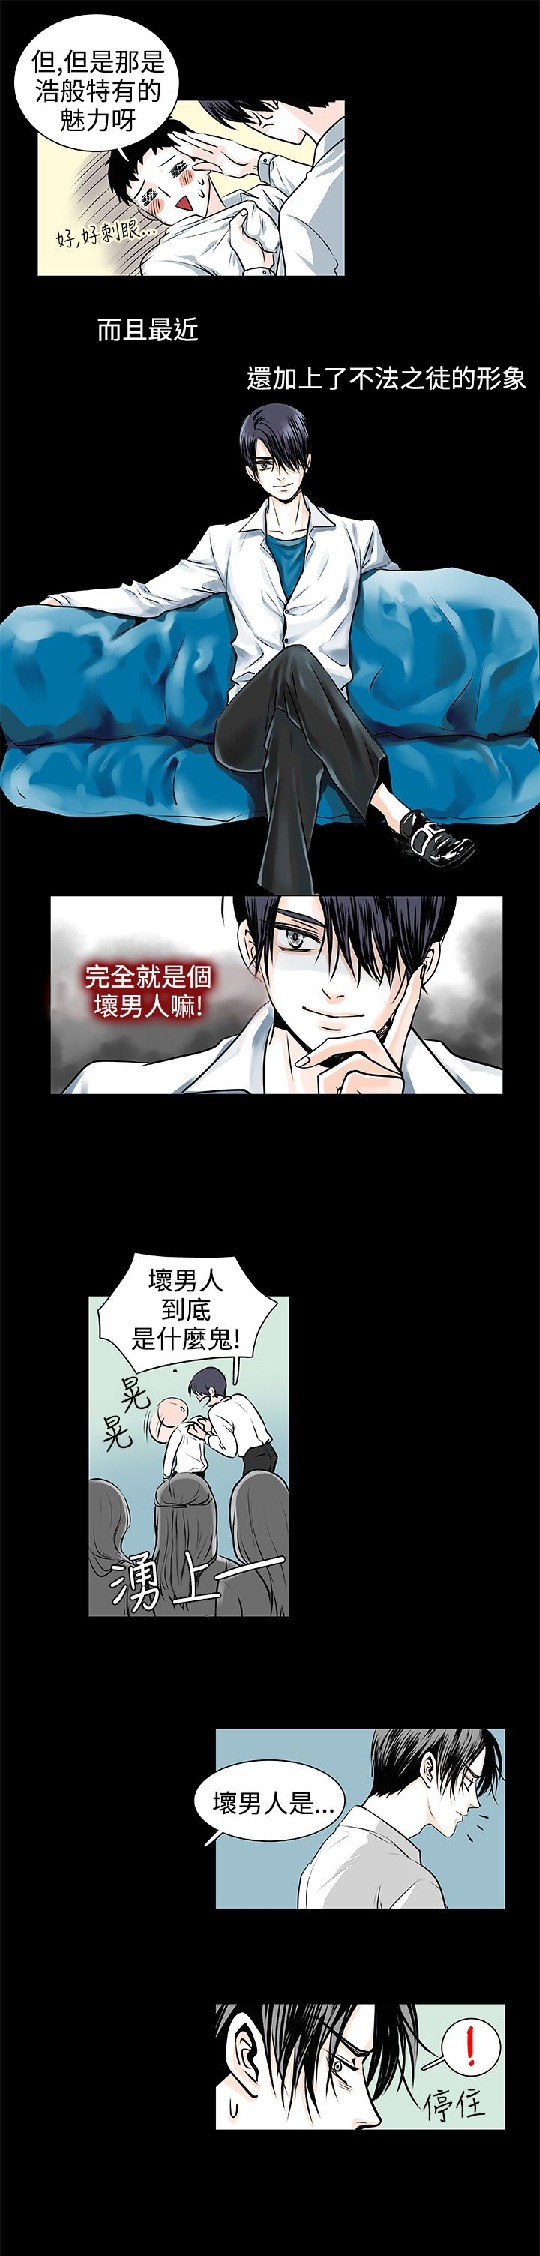 但,但是那是
浩般特有的
魅力呀
好,好刺眼...
而且最近
還加上了不法之徒的形象
完全就是個
壞男人嘛!
壞男人
到底
是什麼鬼!
晃
晃
湧上一
壞男人是...
!
停住